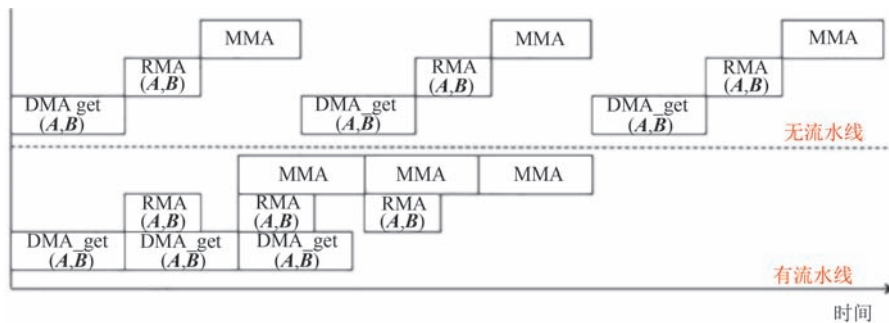 MMA
MMA
MMA
RMA
(A,B)
RMA
(A,B)
RMA
(A,B)
DMA get
(A,B)
DMA_get
(A,B)
DMA_get
(A,B)
无流水线
MMA
MMA
MMA
RMA
(A,B)
RMA
(A,B)
RMA
(A,B)
DMA_get
(A,B)
DMA_get
(A,B)
DMA_get
(A,B)
有流水线
时间